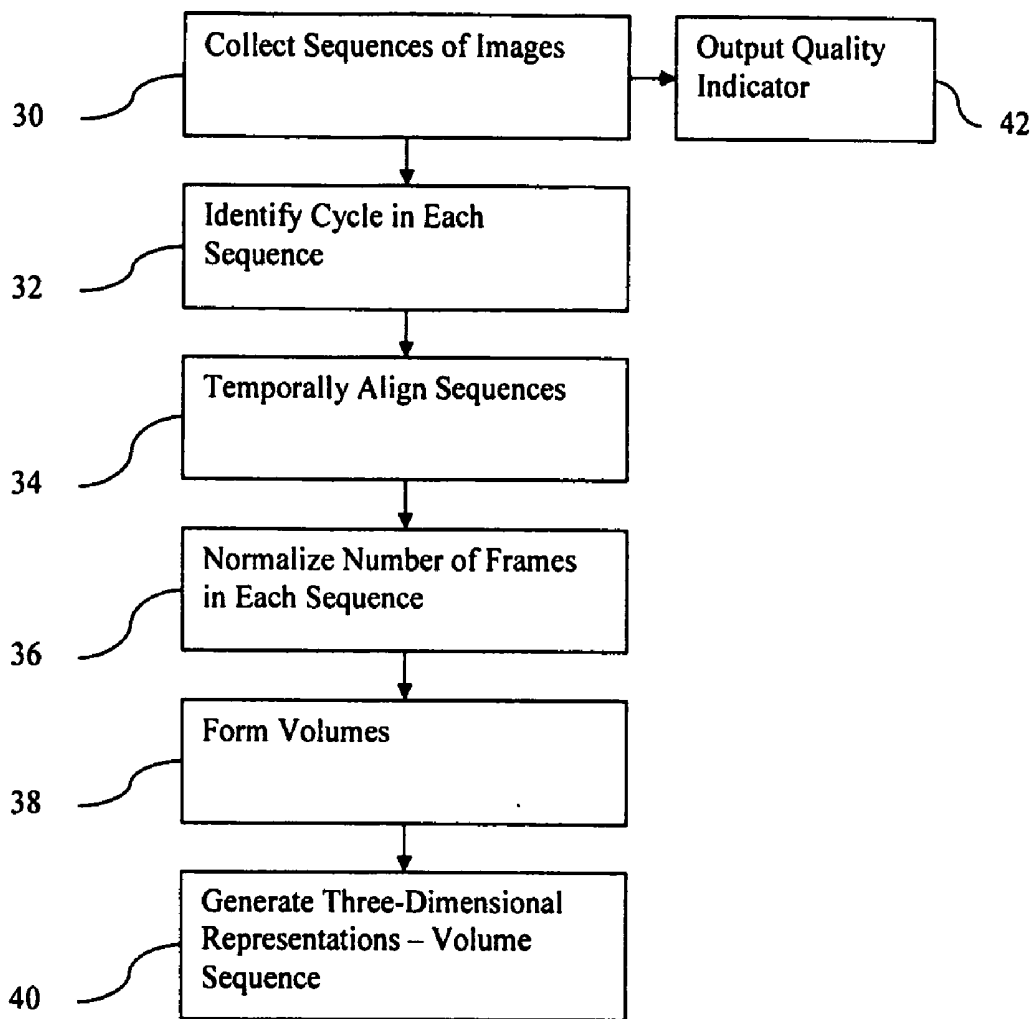 Collect Sequences of Images
Output Quality
Indicator
30
42
Identify Cycle in Each
Sequence
32
Temporally Align Sequences
34
Normalize Number of Frames
in Each Sequence
36
Form Volumes
38
Generate Three-Dimensional
Representations – Volume
Sequence
40